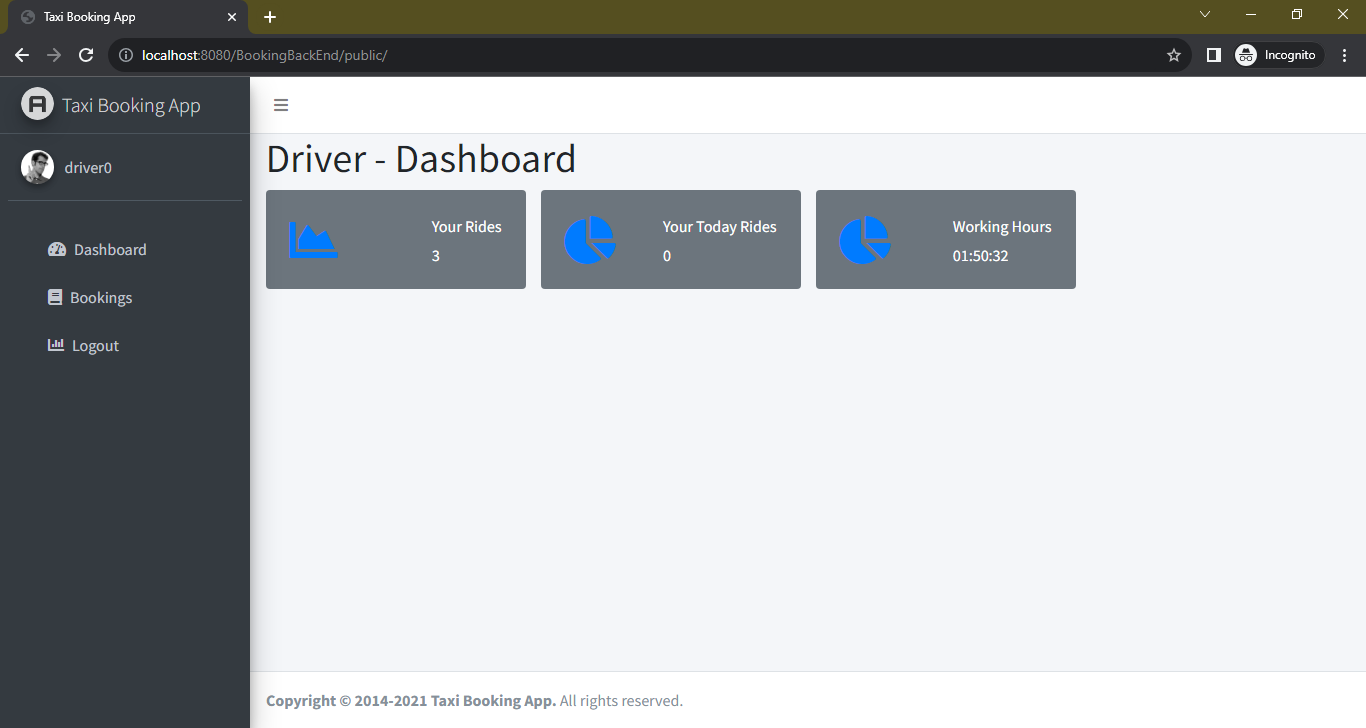 Taxi Booking App
localhost:8080/BookingBackEnd/public/
Incognito
Taxi Booking App
driver0
Dashboard
Bookings
Logout
Driver - Dashboard
Your Rides
3
Your Today Rides
0
Working Hours
01:50:32
Copyright © 2014-2021 Taxi Booking App. All rights reserved.